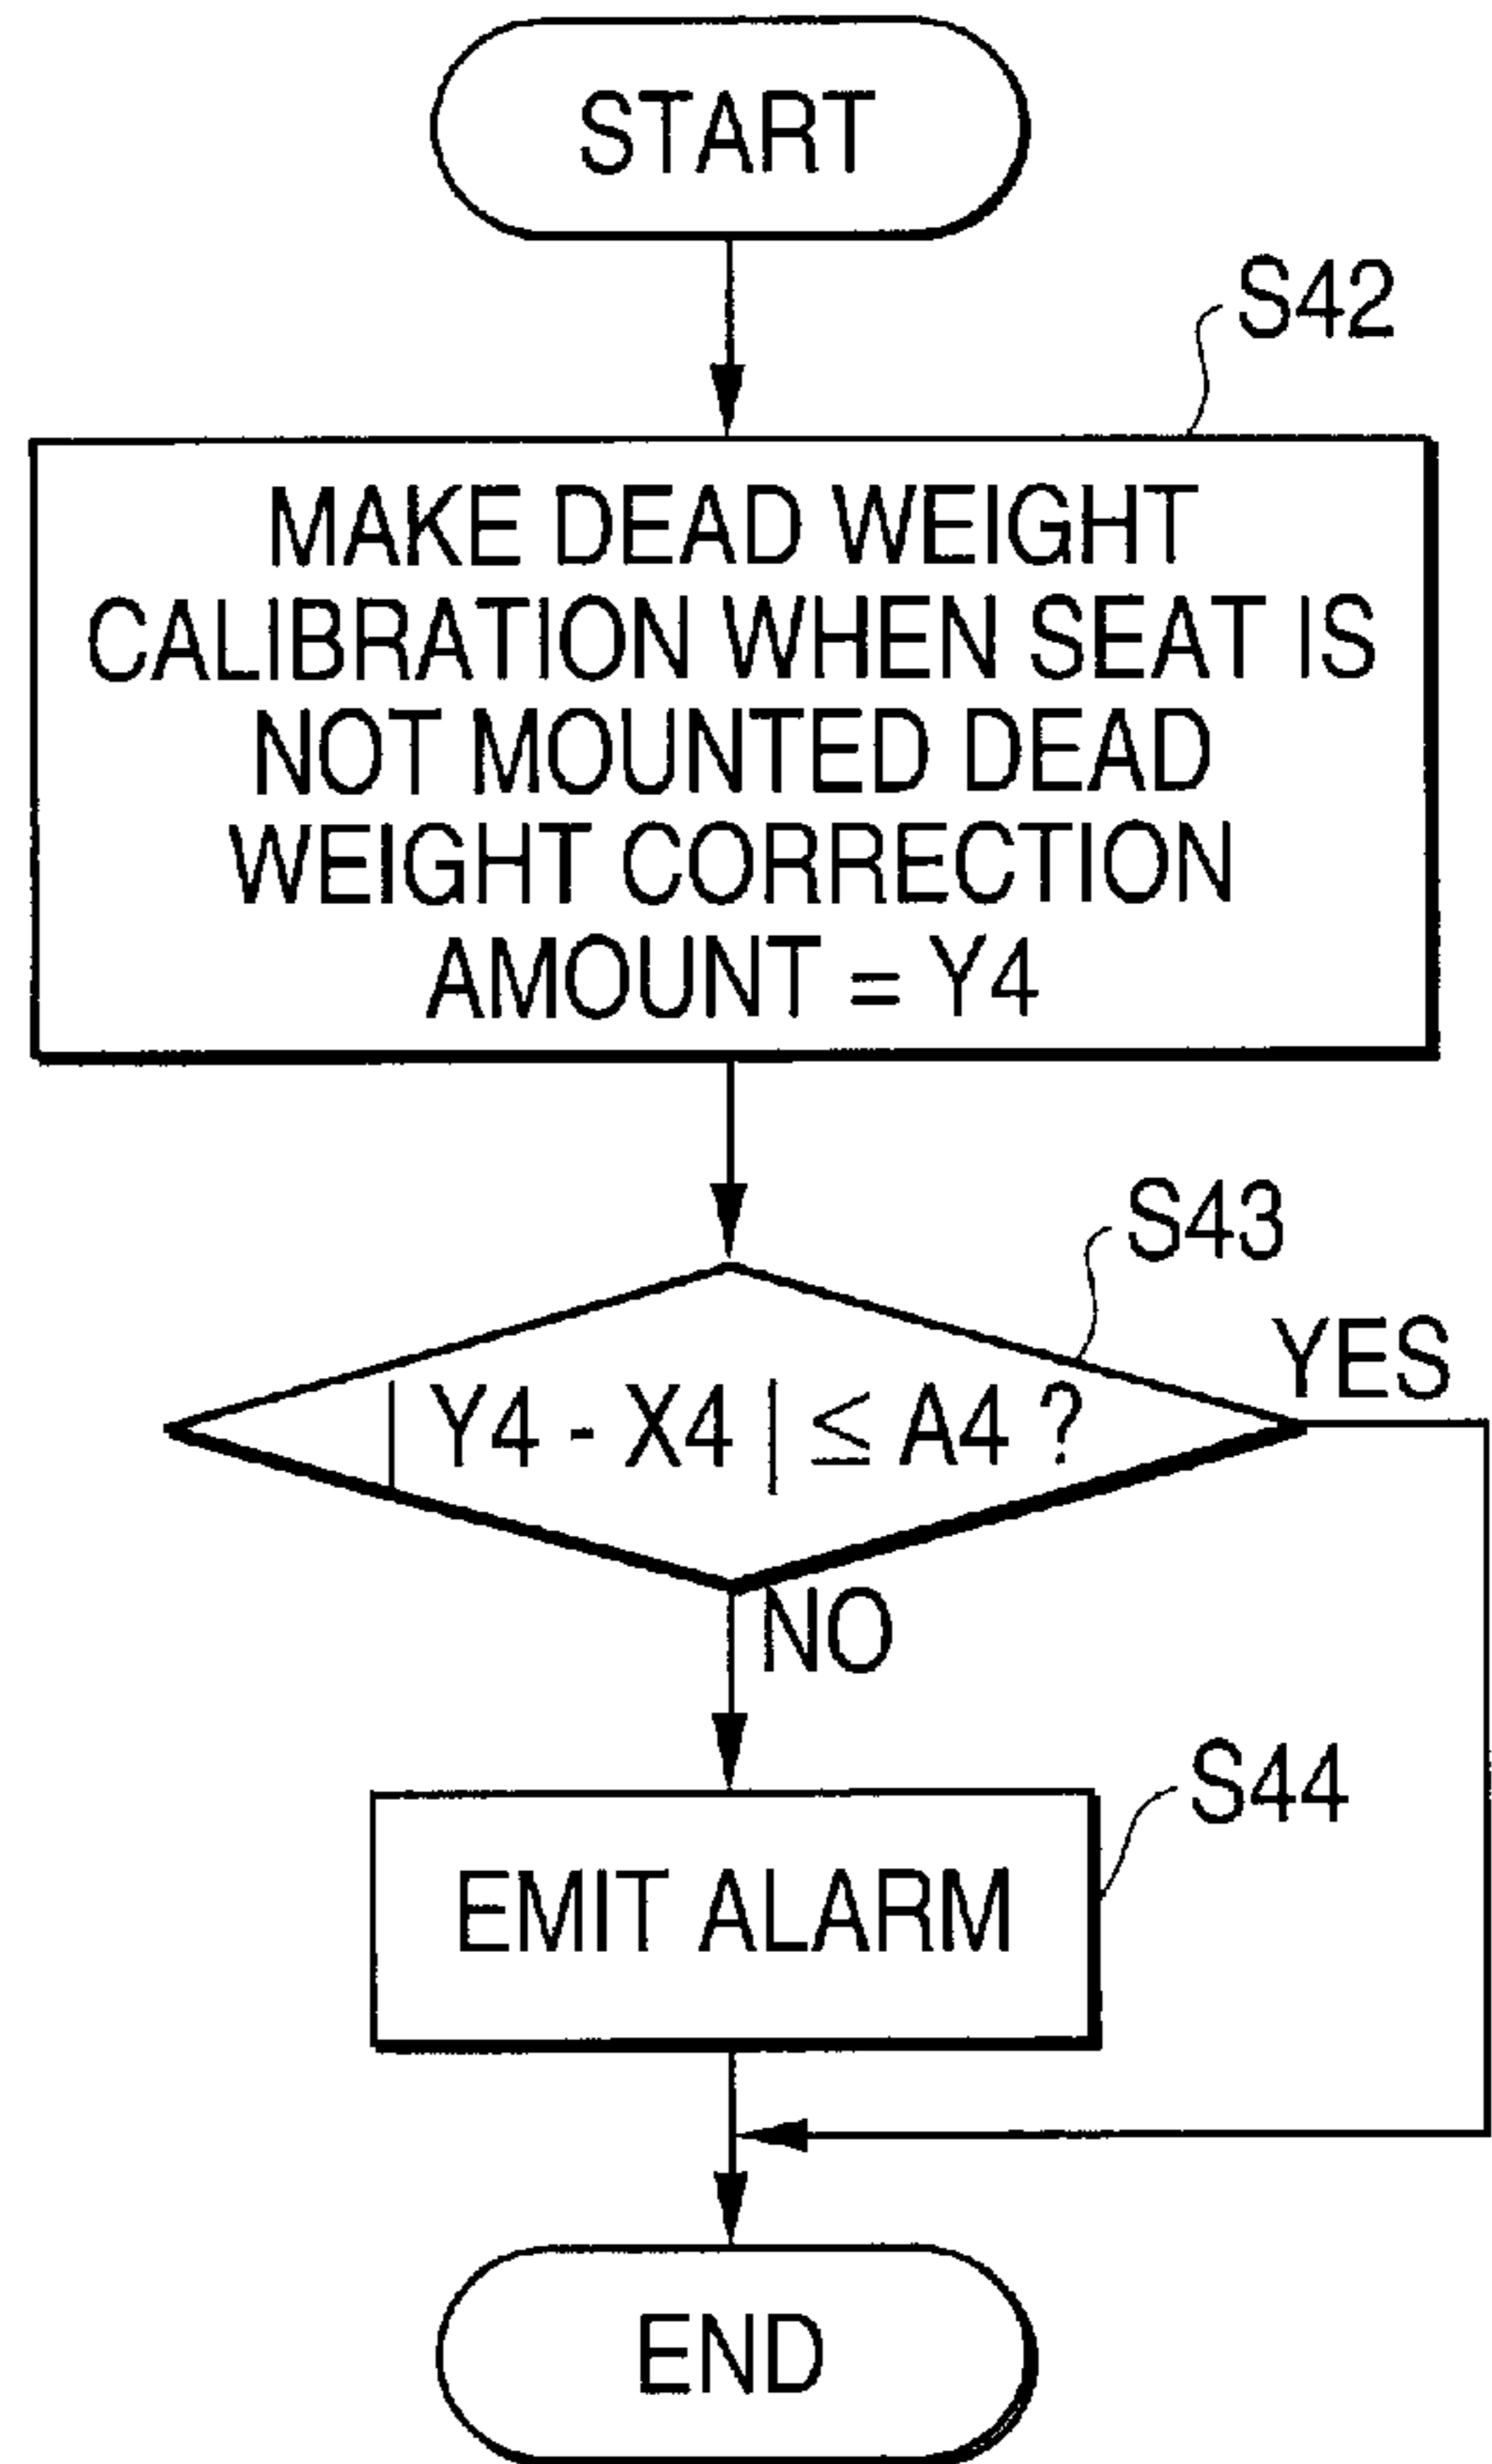 START
S42
MAKE DEAD WEIGHT
CALIBRATION WHEN SEAT IS
NOT MOUNTED DEAD
WEIGHT CORRECTION
AMOUNT = Y4
S43
| Y4 - X4 | ≤ A4 ?
YES
NO
S44
EMIT ALARM
END